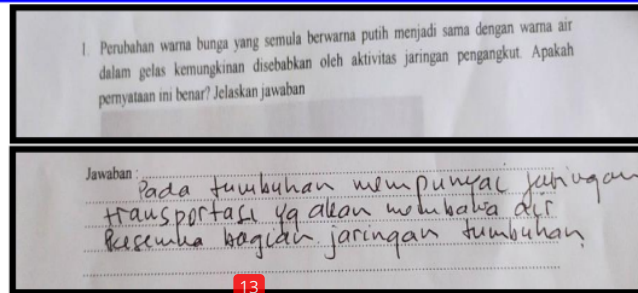 1. Perubahan warna bunga yang semula berwarna putih menjadi sama dengan warna air
dalam gelas kemungkinan disebabkan oleh aktivitas jaringan pengangkut. Apakah
pernyataan ini benar? Jelaskan jawaban
Jawaban :
Pada tumbuhan mempunyai jaringan
transportasi yg akan membawa air
kesemua bagian jaringan tumbuhan
13